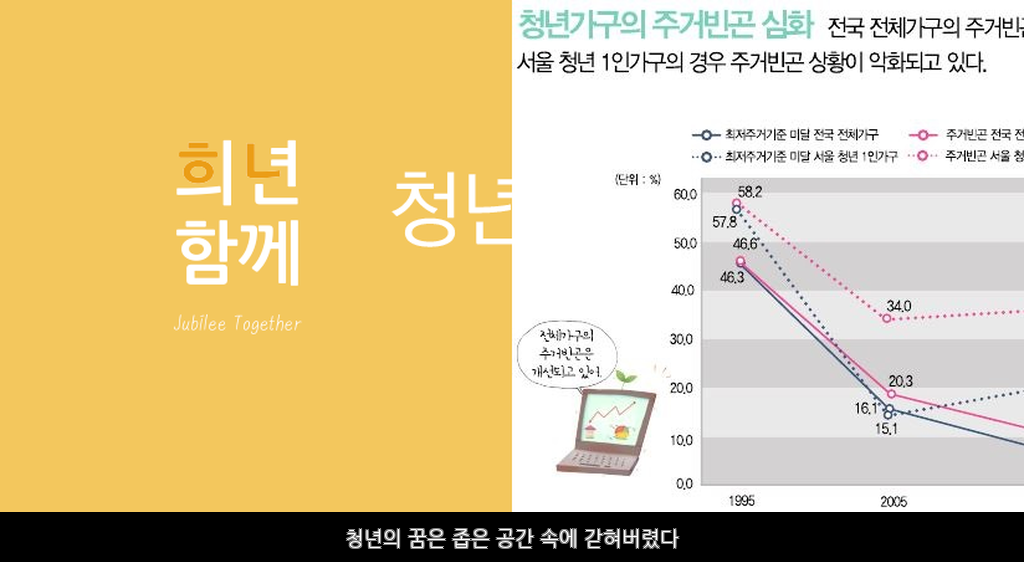 희년
함께
Jubilee Together
청년
청년가구의 주거빈곤 심화 전국 전체가구의 주거빈곤
서울 청년 1인가구의 경우 주거빈곤 상황이 악화되고 있다.
최저주거기준 미달 전국 전체가구 주거빈곤 전국 전
최저주거기준 미달 서울 청년 1인가구 주거빈곤 서울 청
(단위 : %)
60.0
50.0
40.0
30.0
20.0
10.0
0.0
58.2
57.8
46.6
46.3
34.0
20.3
16.1
15.1
1995
2005
전체가구의
주거빈곤은
개선되고 있어.
청년의 꿈은 좁은 공간 속에 갇혀버렸다